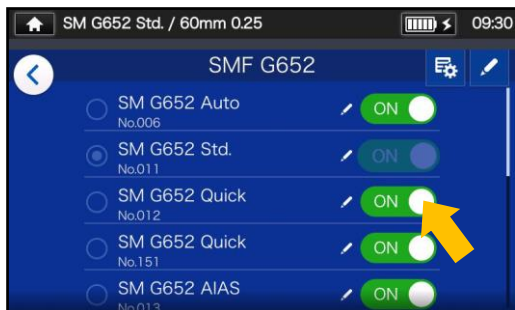 SM G652 Std. / 60mm 0.25 09:30
SMF G652
SM G652 Auto ON
No.006
SM G652 Std. ON
No.011
SM G652 Quick ON
No.012
SM G652 Quick ON
No.151
SM G652 AIAS ON
No.013